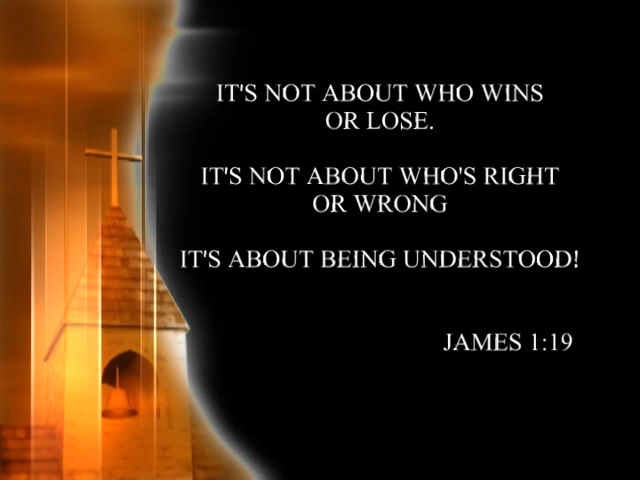 IT'S NOT ABOUT WHO WINS
OR LOSE.
IT'S NOT ABOUT WHO'S RIGHT
OR WRONG
IT'S ABOUT BEING UNDERSTOOD!
JAMES 1:19